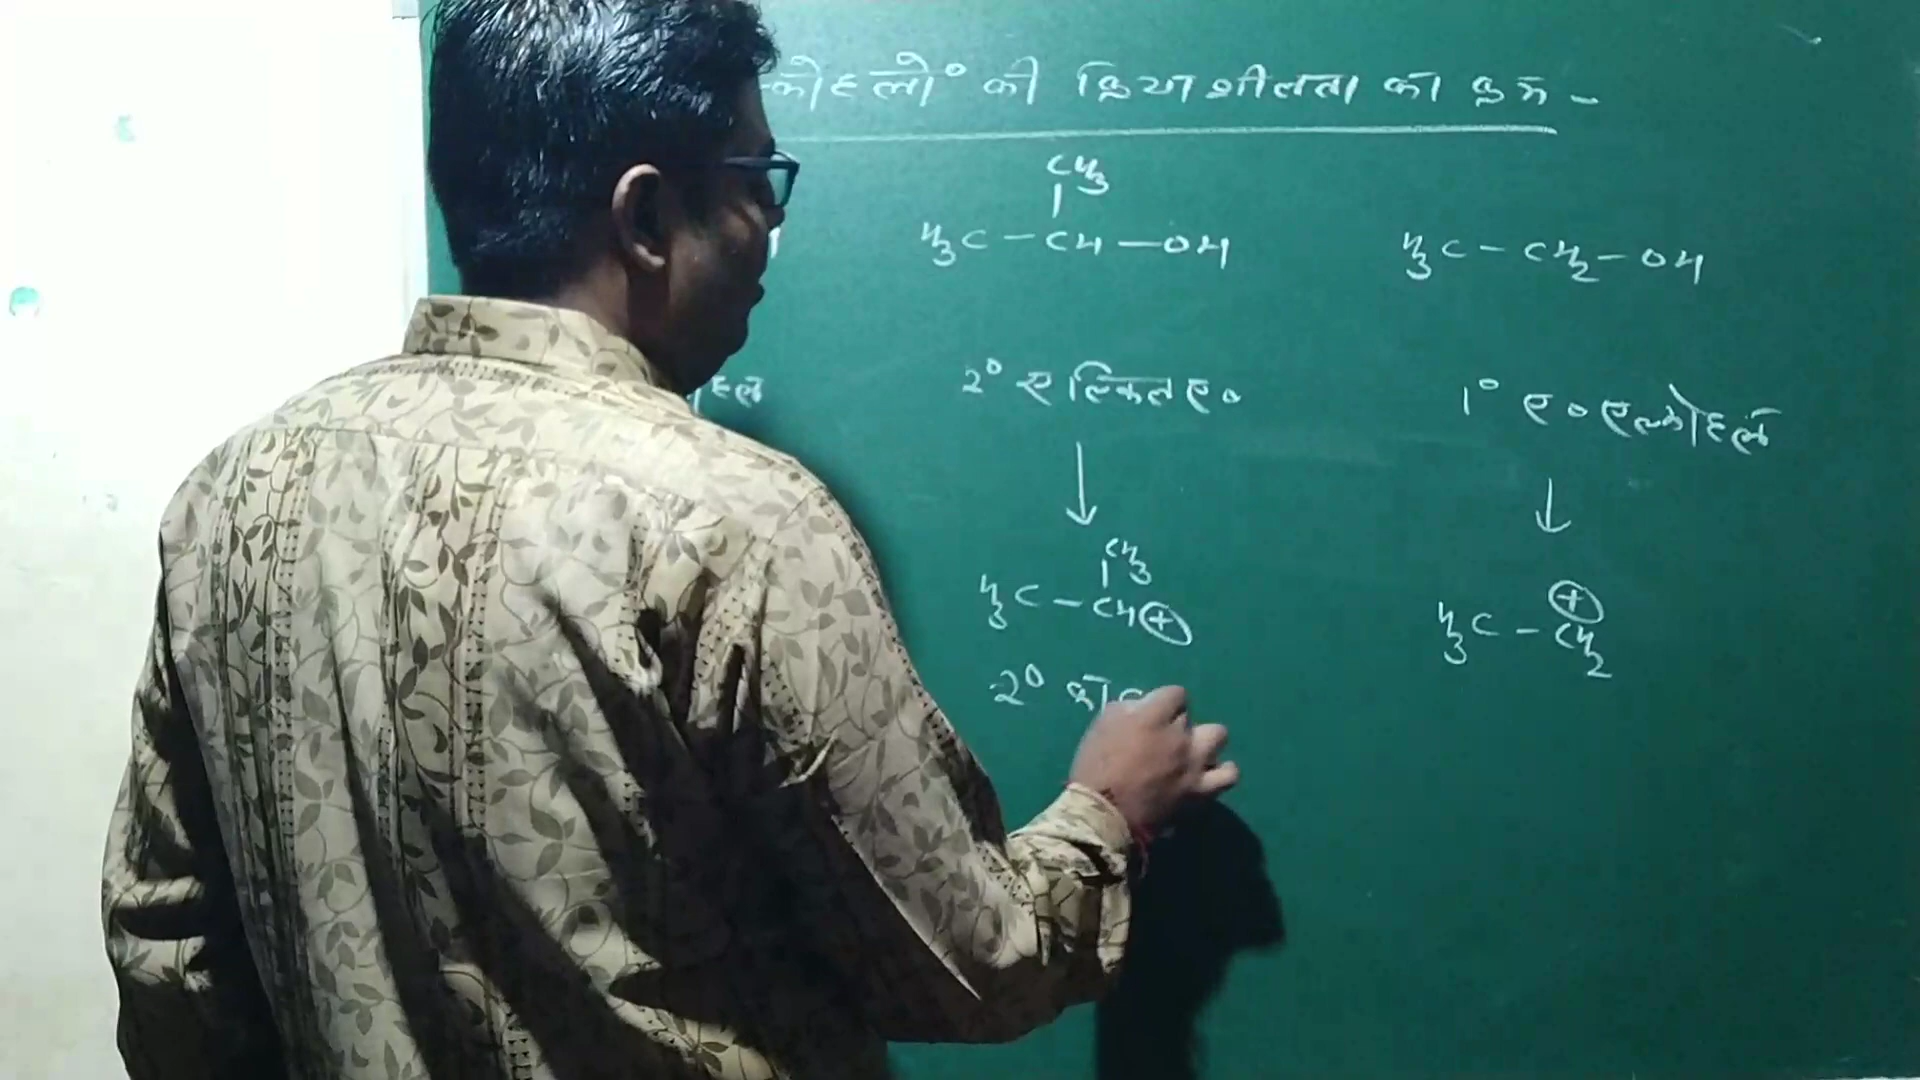 कोहलों की क्रियाशीलता का क्रम -
CH3
|
H3C - CH - OH
H3C - CH2 - OH
हल
2° एल्किल ए०
1° ए० एल्कोहल
↓
↓
CH3
|
H3C - CH⊕
⊕
H3C - CH2
2° का